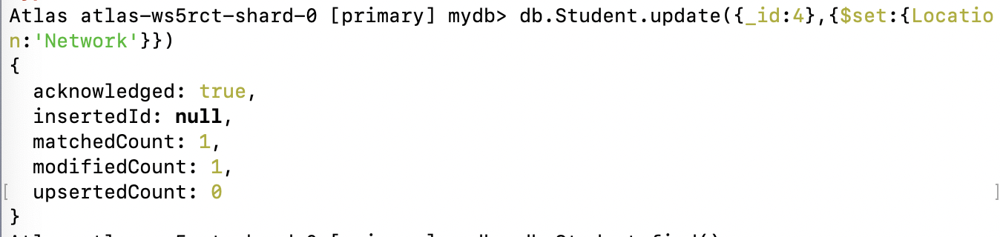 Atlas atlas-ws5rct-shard-0 [primary] mydb> db.Student.update({_id:4},{$set:{Locatio
n:'Network'}})
{
  acknowledged: true,
  insertedId: null,
  matchedCount: 1,
  modifiedCount: 1,
[ upsertedCount: 0 ]
}